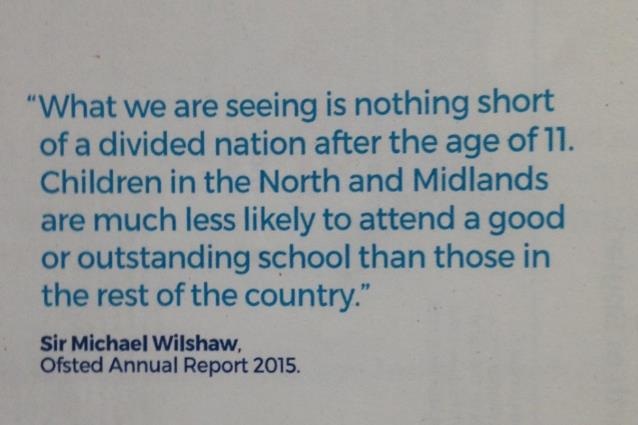 “What we are seeing is nothing short
of a divided nation after the age of 11.
Children in the North and Midlands
are much less likely to attend a good
or outstanding school than those in
the rest of the country.”
Sir Michael Wilshaw,
Ofsted Annual Report 2015.